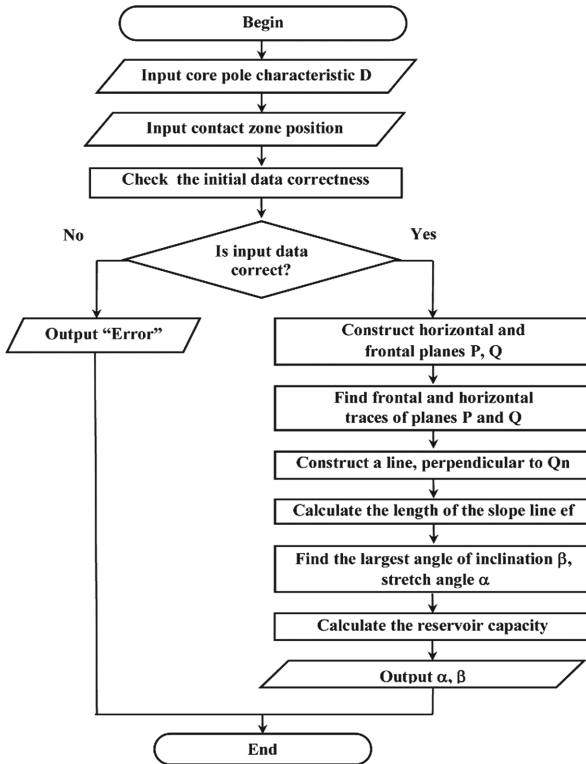 Begin
Input core pole characteristic D
Input contact zone position
Check the initial data correctness
No
Yes
Is input data
correct?
Output “Error”
Construct horizontal and
frontal planes P, Q
Find frontal and horizontal
traces of planes P and Q
Construct a line, perpendicular to Qn
Calculate the length of the slope line ef
Find the largest angle of inclination β,
stretch angle α
Calculate the reservoir capacity
Output α, β
End